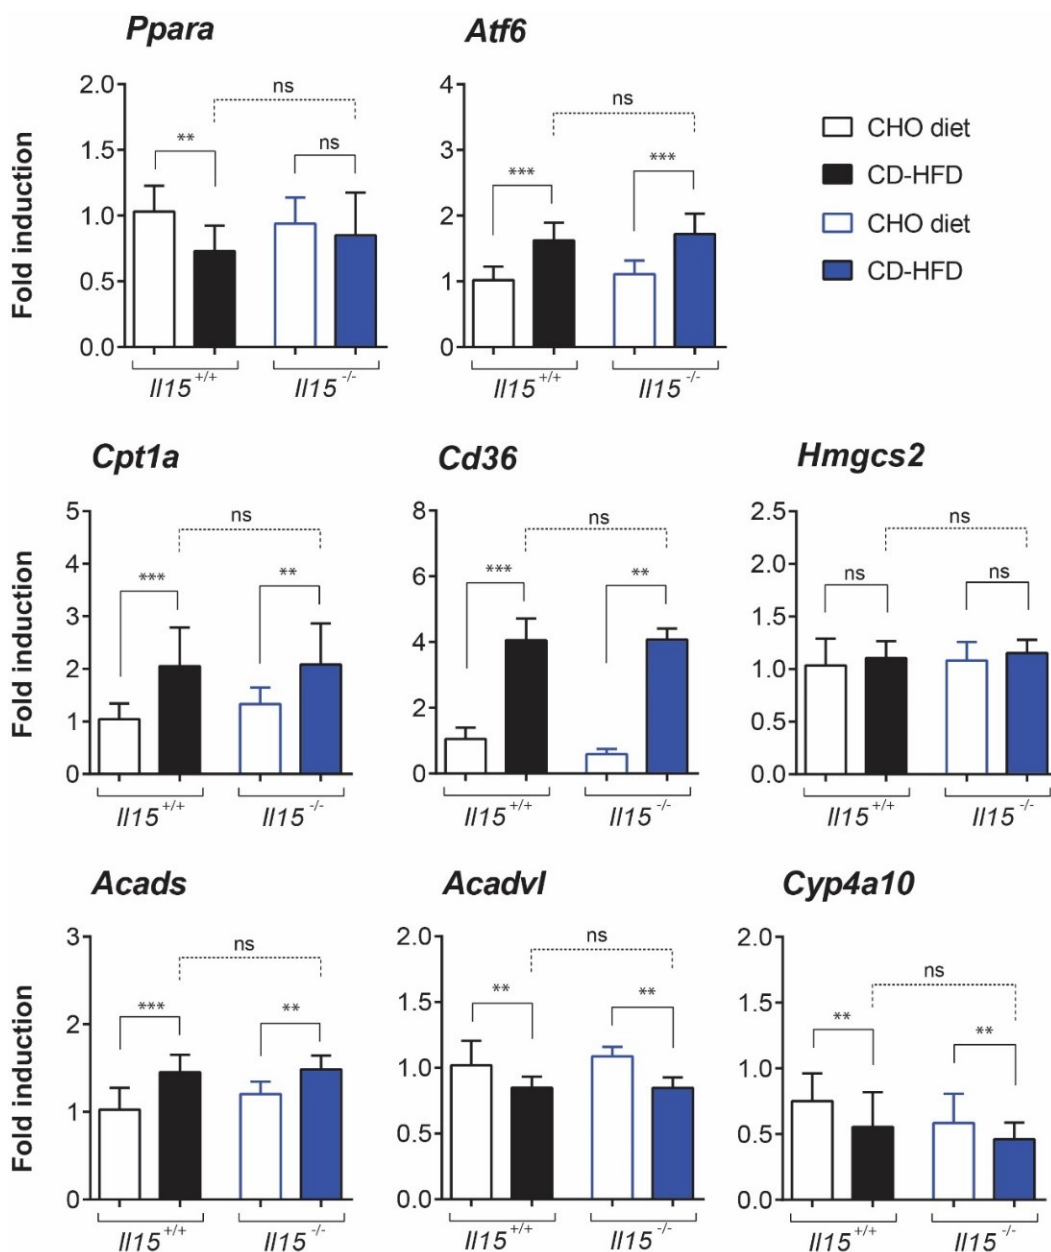 Ppara
Atf6
Fold induction
2.0
1.5
1.0
0.5
0.0
**
ns
ns
Il15+/+
Il15-/-
4
3
2
1
0
***
ns
***
Il15+/+
Il15-/-
CHO diet
CD-HFD
CHO diet
CD-HFD
Cpt1a
Cd36
Hmgcs2
Fold induction
5
4
3
2
1
0
ns
***
**
Il15+/+
Il15-/-
8
6
4
2
0
ns
***
**
Il15+/+
Il15-/-
2.5
2.0
1.5
1.0
0.5
0.0
ns
ns
ns
Il15+/+
Il15-/-
Acads
Acadvl
Cyp4a10
Fold induction
3
2
1
0
ns
***
**
Il15+/+
Il15-/-
2.0
1.5
1.0
0.5
0.0
ns
**
**
Il15+/+
Il15-/-
2.0
1.5
1.0
0.5
0.0
ns
**
**
Il15+/+
Il15-/-